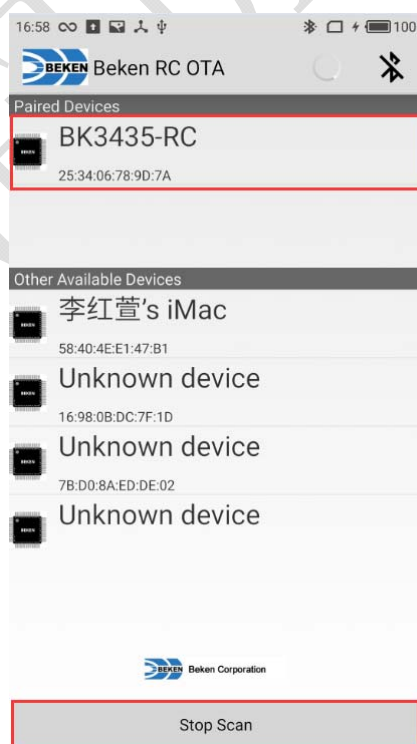 16:58 100
BEKEN Beken RC OTA
Paired Devices
BK3435-RC
25:34:06:78:9D:7A
Other Available Devices
李红萱’s iMac
58:40:4E:E1:47:B1
Unknown device
16:98:0B:DC:7F:1D
Unknown device
7B:D0:8A:ED:DE:02
Unknown device
BEKEN Beken Corporation
Stop Scan